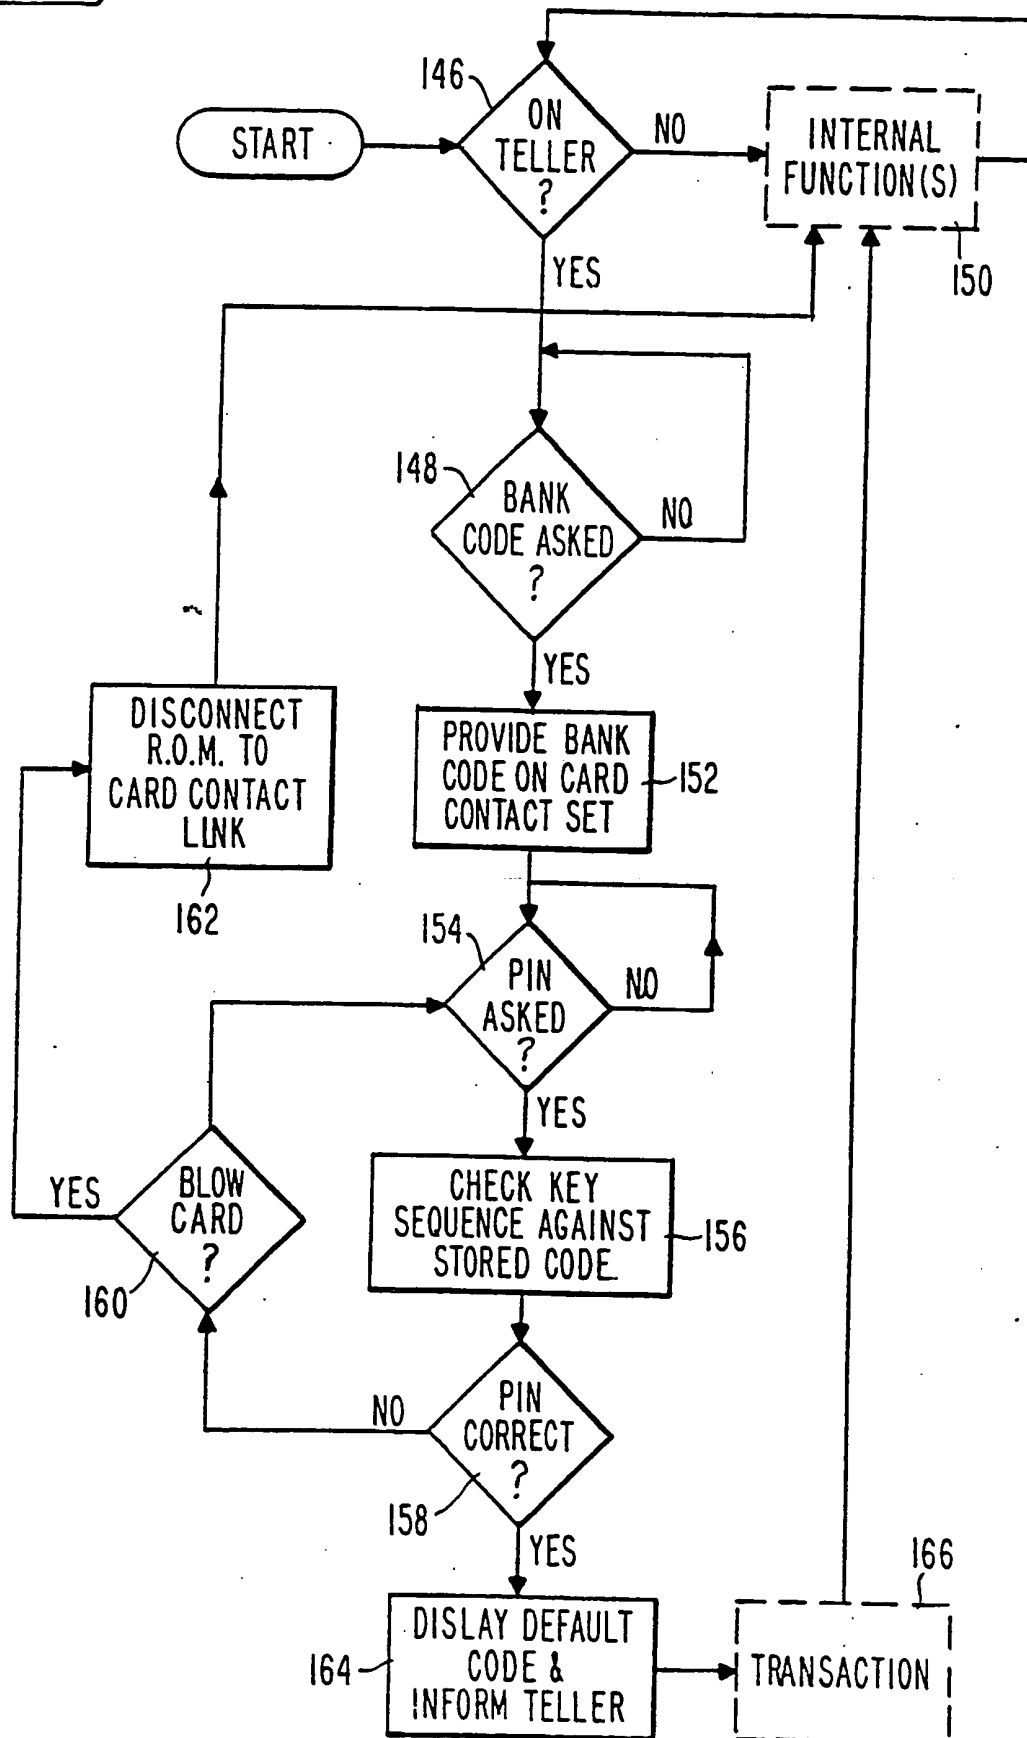 146
START
ON
TELLER
?
NO
INTERNAL
FUNCTION(S)
150
YES
148
BANK
CODE ASKED
?
NO
YES
DISCONNECT
R.O.M. TO
CARD CONTACT
LINK
162
PROVIDE BANK
CODE ON CARD
CONTACT SET
152
154
PIN
ASKED
?
NO
YES
BLOW
CARD
?
YES
160
CHECK KEY
SEQUENCE AGAINST
STORED CODE
156
PIN
CORRECT
?
NO
158
YES
DISLAY DEFAULT
CODE &
INFORM TELLER
164
166
TRANSACTION